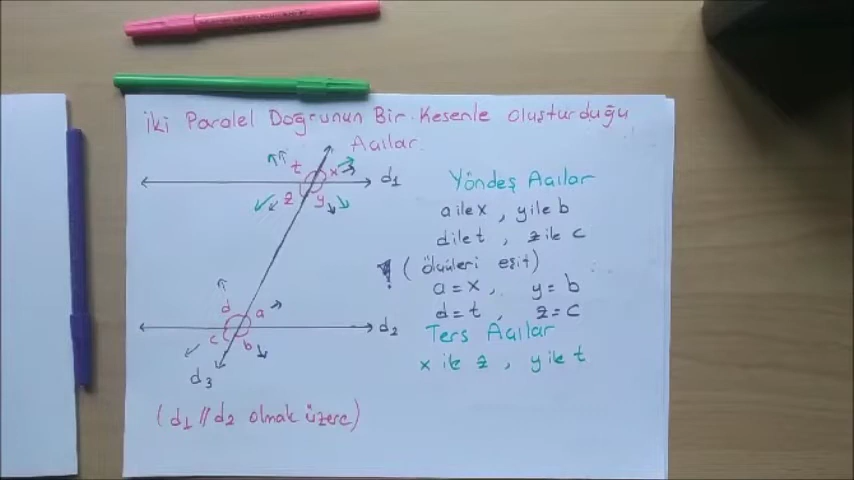 iki Paralel Doğrunun Bir Kesenle oluşturduğu
Açılar.
t x d1
z y
Yöndeş Açılar
a ile x , y ile b
d ile t , z ile c
! ( ölçüleri eşit)
a = x , y = b
d = t , z = c
d a
c b d2
d3
Ters Açılar
x ile z , y ile t
(d1 // d2 olmak üzere)